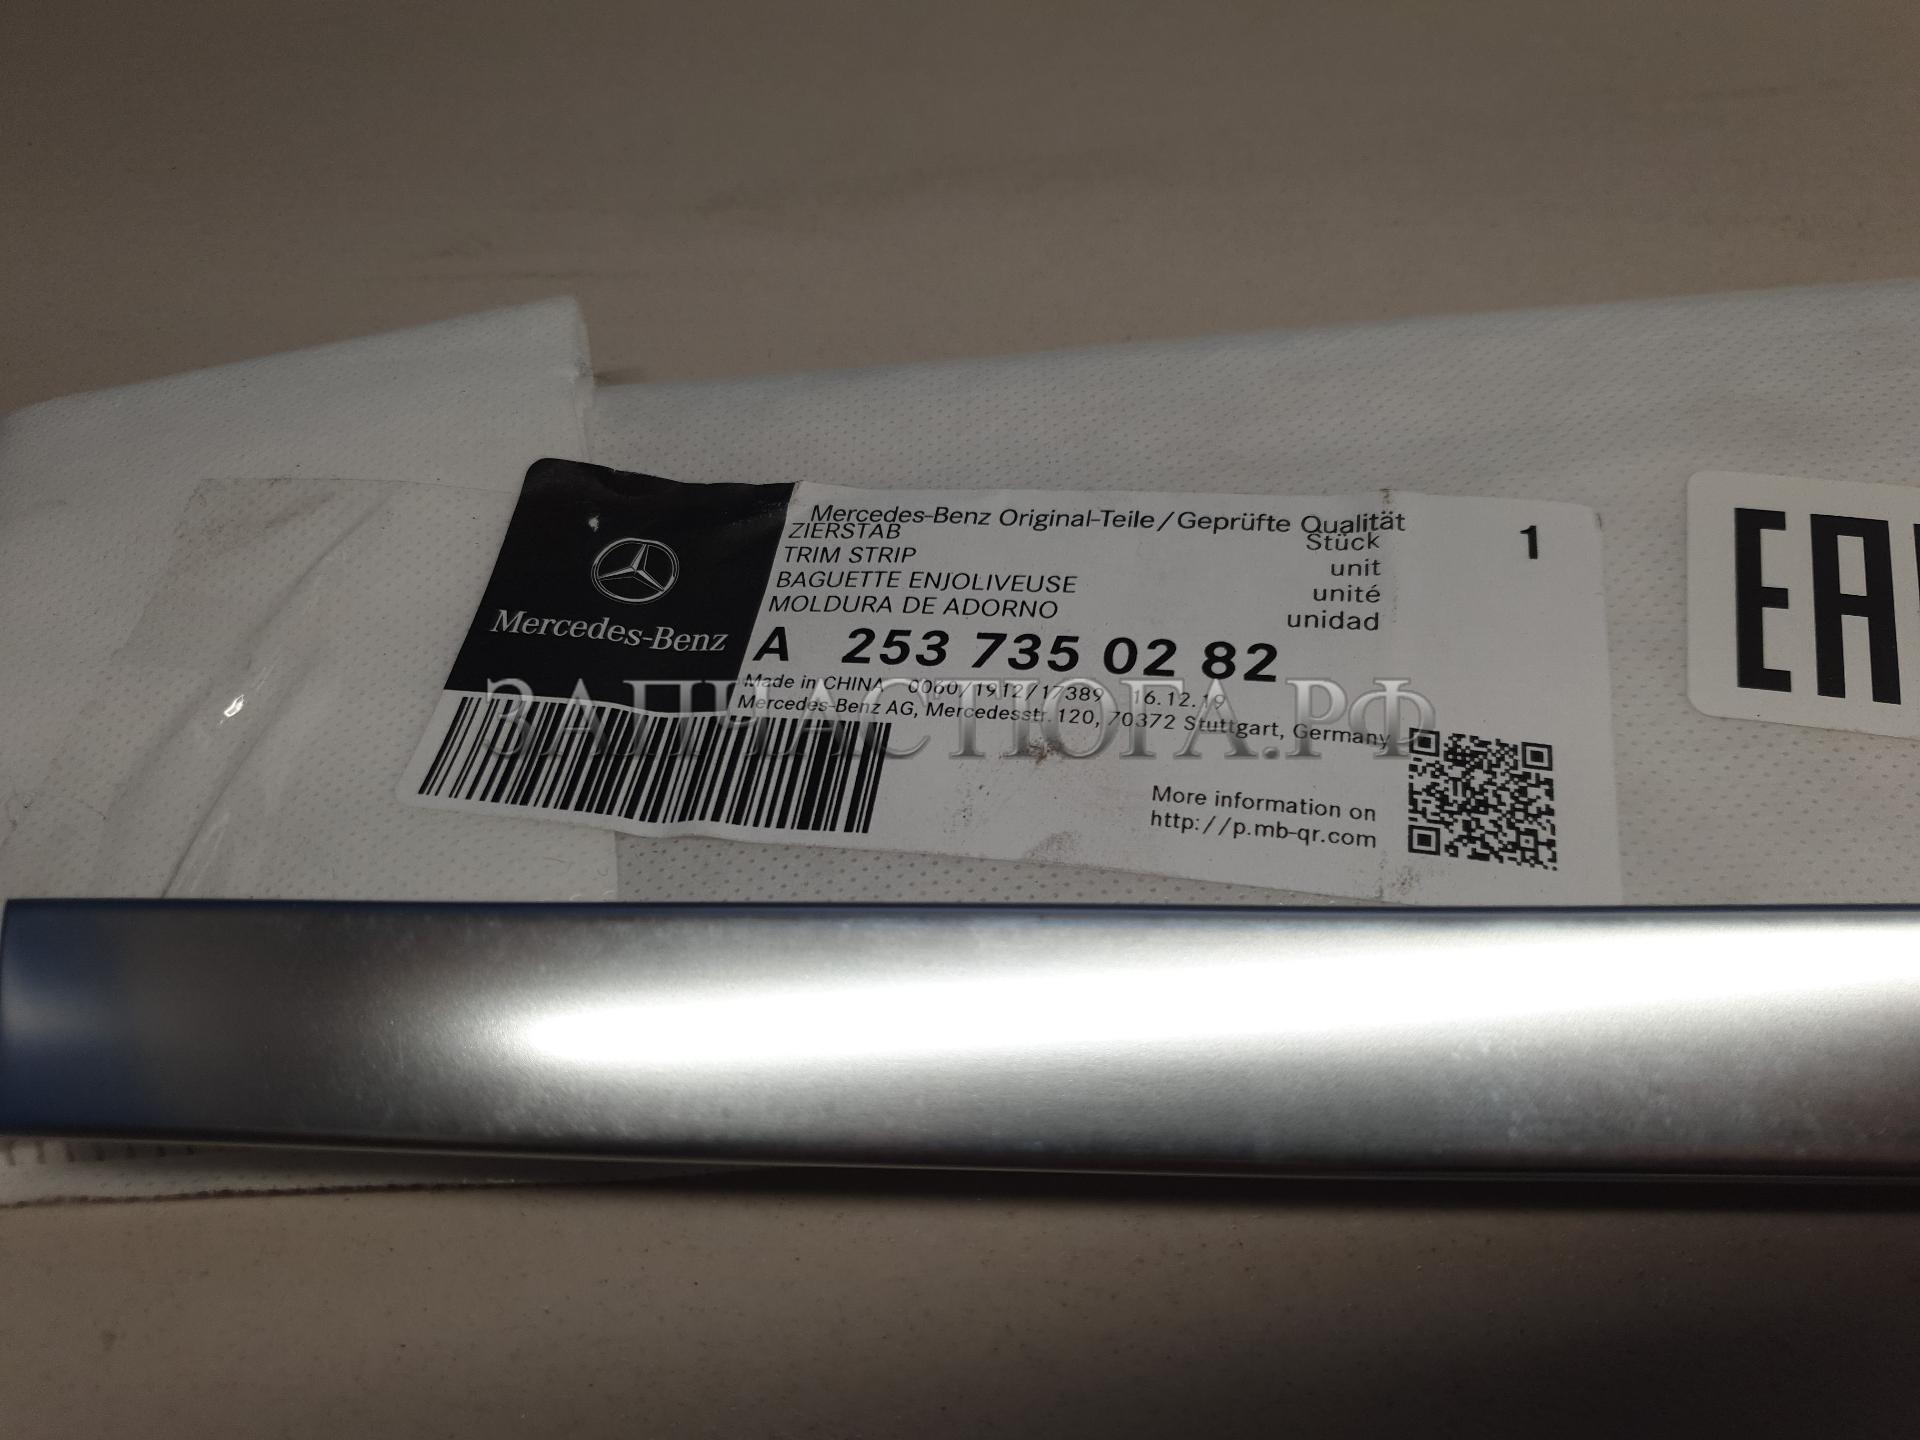 Mercedes-Benz Original-Teile/Geprüfte Qualität
ZIERSTAB Stück 1
TRIM STRIP unit
BAGUETTE ENJOLIVEUSE unité
MOLDURA DE ADORNO unidad
Mercedes-Benz
A 253 735 02 82
Made in CHINA 0060/1912/17389 16.12.19
Mercedes-Benz AG, Mercedesstr. 120, 70372 Stuttgart, Germany
ЗАПЧАСТЮГА.РФ
More information on
http://p.mb-qr.com